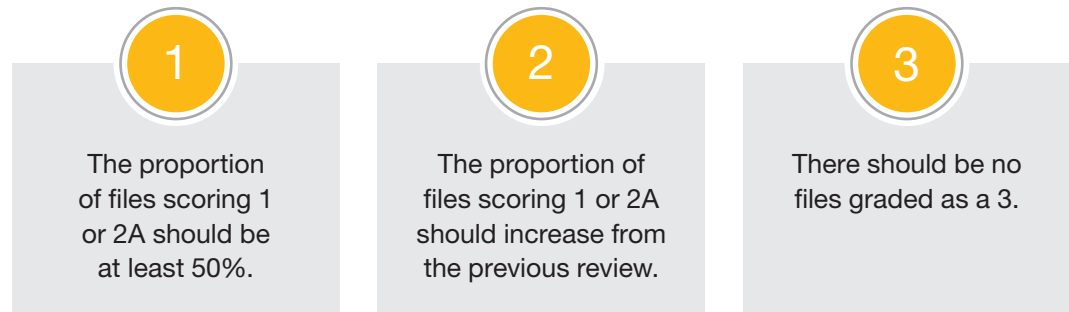 1
The proportion
of files scoring 1
or 2A should be
at least 50%.
2
The proportion of
files scoring 1 or 2A
should increase from
the previous review.
3
There should be no
files graded as a 3.